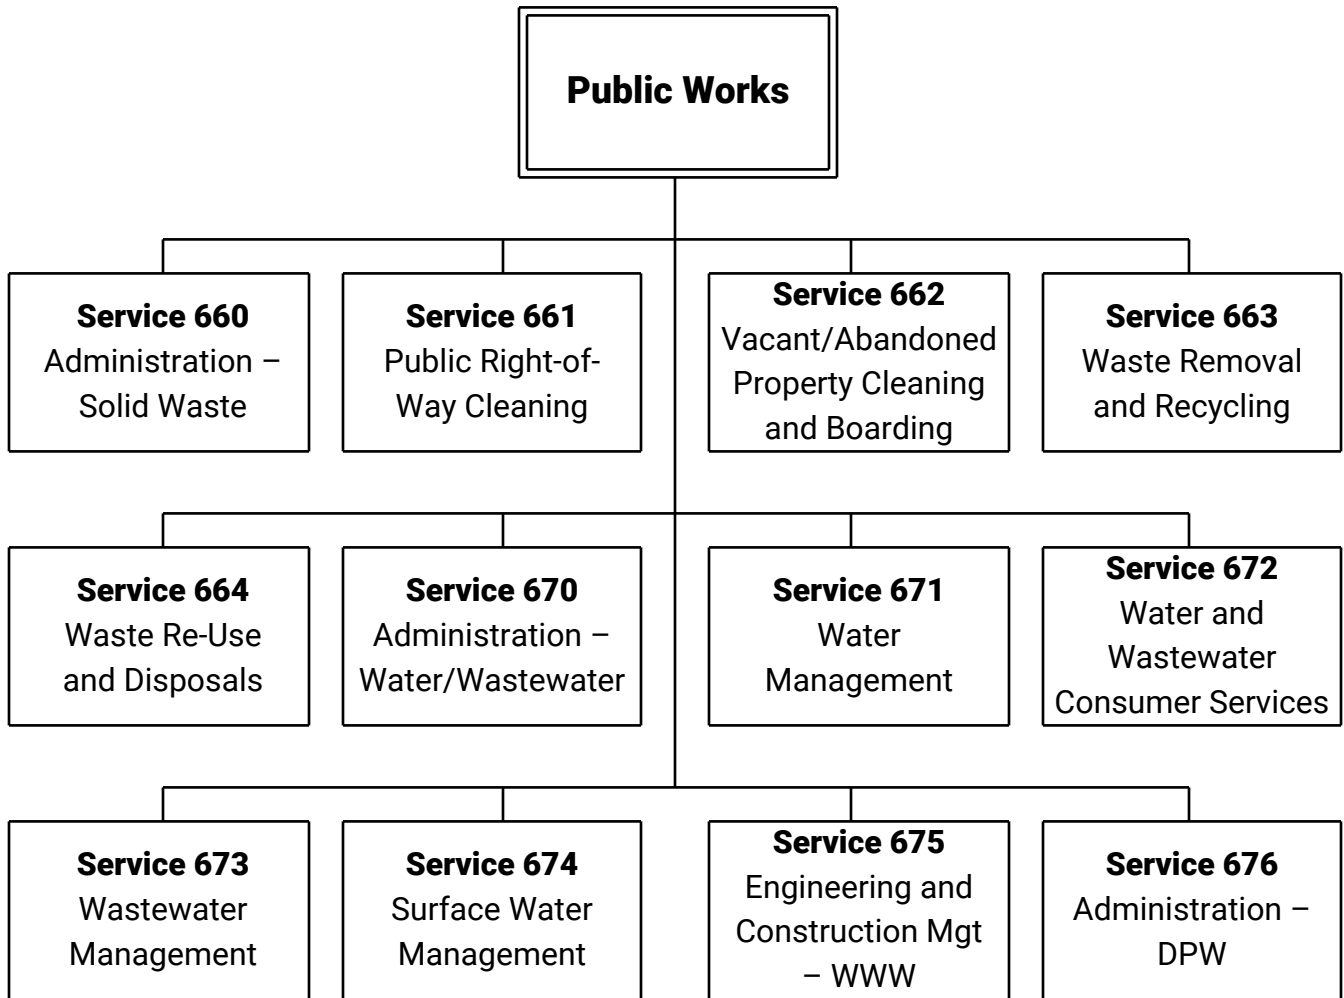 Public Works
Service 660
Administration –
Solid Waste
Service 661
Public Right-of-
Way Cleaning
Service 662
Vacant/Abandoned
Property Cleaning
and Boarding
Service 663
Waste Removal
and Recycling
Service 664
Waste Re-Use
and Disposals
Service 670
Administration –
Water/Wastewater
Service 671
Water
Management
Service 672
Water and
Wastewater
Consumer Services
Service 673
Wastewater
Management
Service 674
Surface Water
Management
Service 675
Engineering and
Construction Mgt
– WWW
Service 676
Administration –
DPW